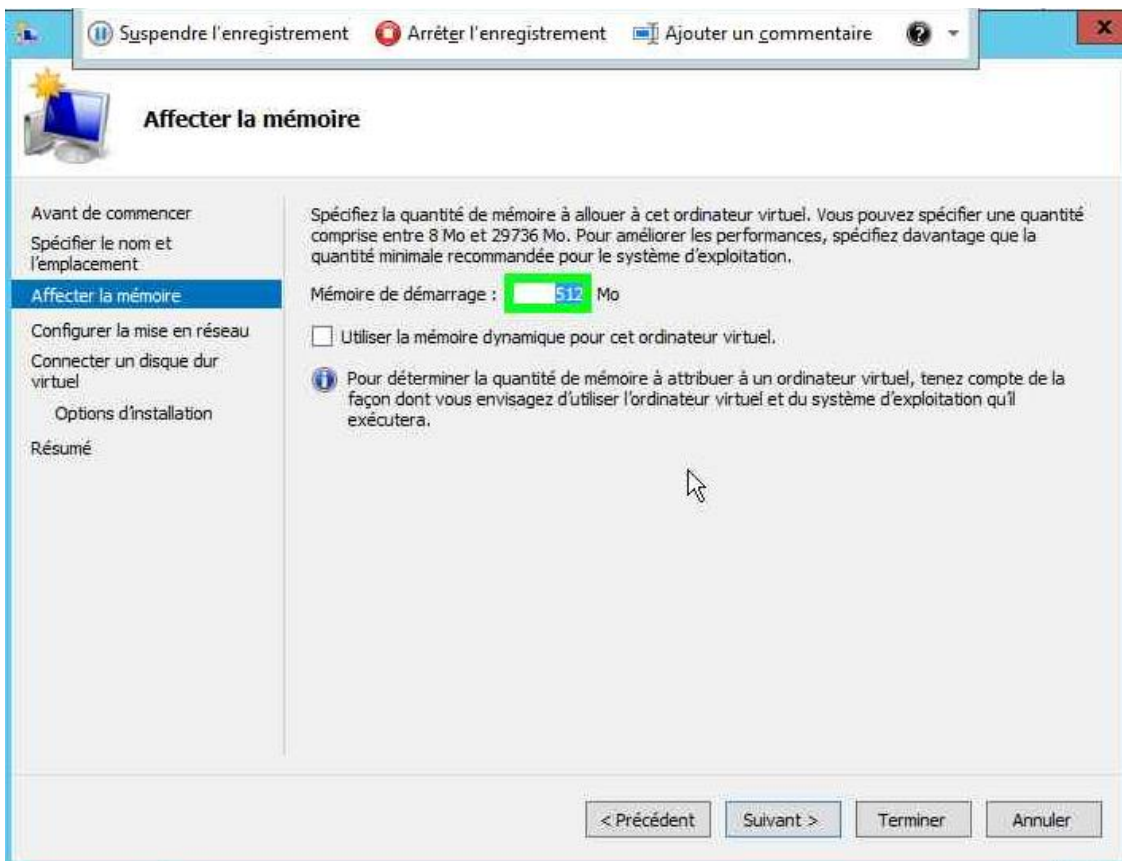 Suspendre l'enregistrement Arrêter l'enregistrement Ajouter un commentaire ?
X
Affecter la mémoire
Avant de commencer
Spécifier le nom et
l'emplacement
Affecter la mémoire
Configurer la mise en réseau
Connecter un disque dur
virtuel
Options d'installation
Résumé
Spécifiez la quantité de mémoire à allouer à cet ordinateur virtuel. Vous pouvez spécifier une quantité
comprise entre 8 Mo et 29736 Mo. Pour améliorer les performances, spécifiez davantage que la
quantité minimale recommandée pour le système d'exploitation.
Mémoire de démarrage : 512 Mo
Utiliser la mémoire dynamique pour cet ordinateur virtuel.
Pour déterminer la quantité de mémoire à attribuer à un ordinateur virtuel, tenez compte de la
façon dont vous envisagez d'utiliser l'ordinateur virtuel et du système d'exploitation qu'il
exécutera.
< Précédent Suivant > Terminer Annuler